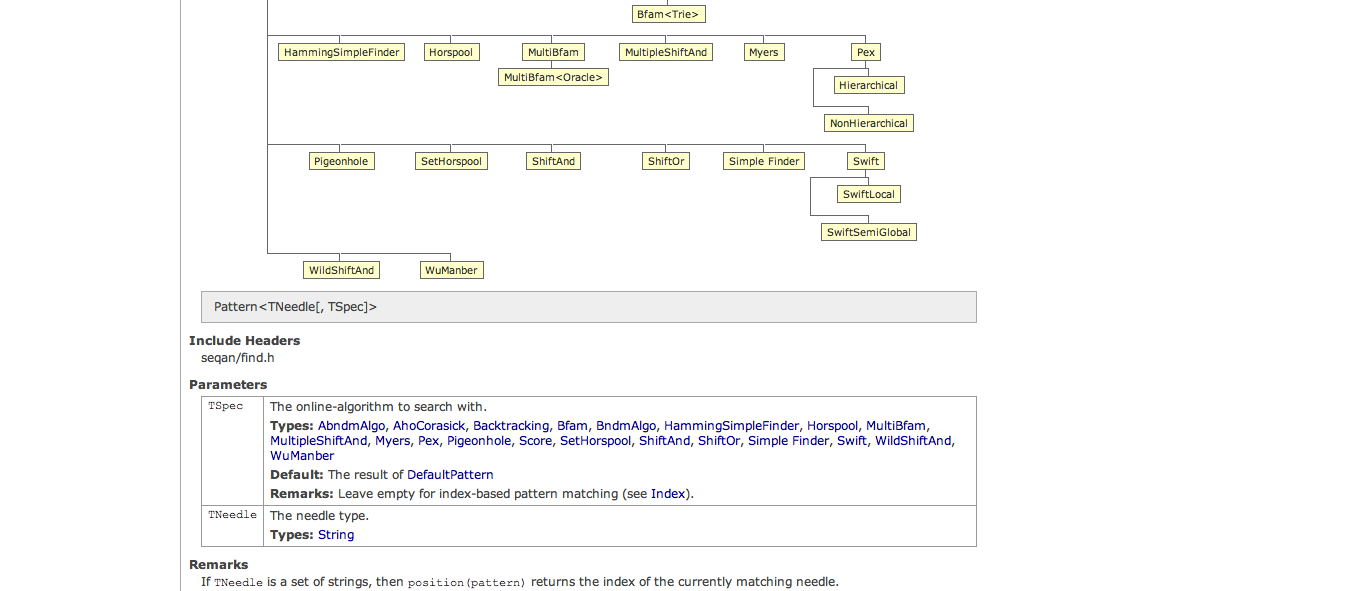 Bfam<Trie>
HammingSimpleFinder Horspool MultiBfam MultipleShiftAnd Myers Pex
MultiBfam<Oracle>
Hierarchical
NonHierarchical
Pigeonhole SetHorspool ShiftAnd ShiftOr Simple Finder Swift
SwiftLocal
SwiftSemiGlobal
WildShiftAnd WuManber
Pattern<TNeedle[, TSpec]>
Include Headers
seqan/find.h
Parameters
TSpec The online-algorithm to search with.
Types: AbndmAlgo, AhoCorasick, Backtracking, Bfam, BndmAlgo, HammingSimpleFinder, Horspool, MultiBfam,
MultipleShiftAnd, Myers, Pex, Pigeonhole, Score, SetHorspool, ShiftAnd, ShiftOr, Simple Finder, Swift, WildShiftAnd,
WuManber
Default: The result of DefaultPattern
Remarks: Leave empty for index-based pattern matching (see Index).
TNeedle The needle type.
Types: String
Remarks
If TNeedle is a set of strings, then position(pattern) returns the index of the currently matching needle.